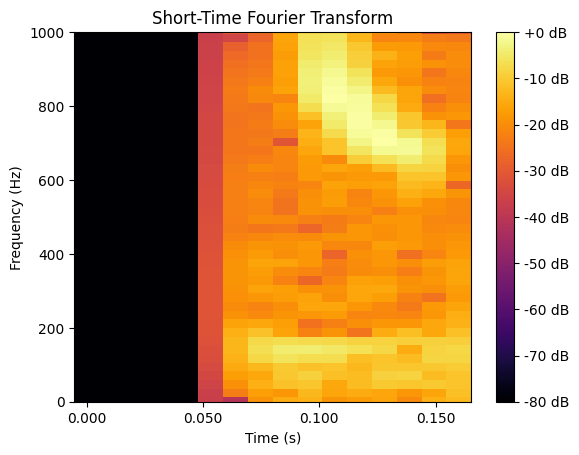 Short-Time Fourier Transform
1000
800
600
400
200
0
Frequency (Hz)
0.000
0.050
0.100
0.150
Time (s)
+0 dB
-10 dB
-20 dB
-30 dB
-40 dB
-50 dB
-60 dB
-70 dB
-80 dB